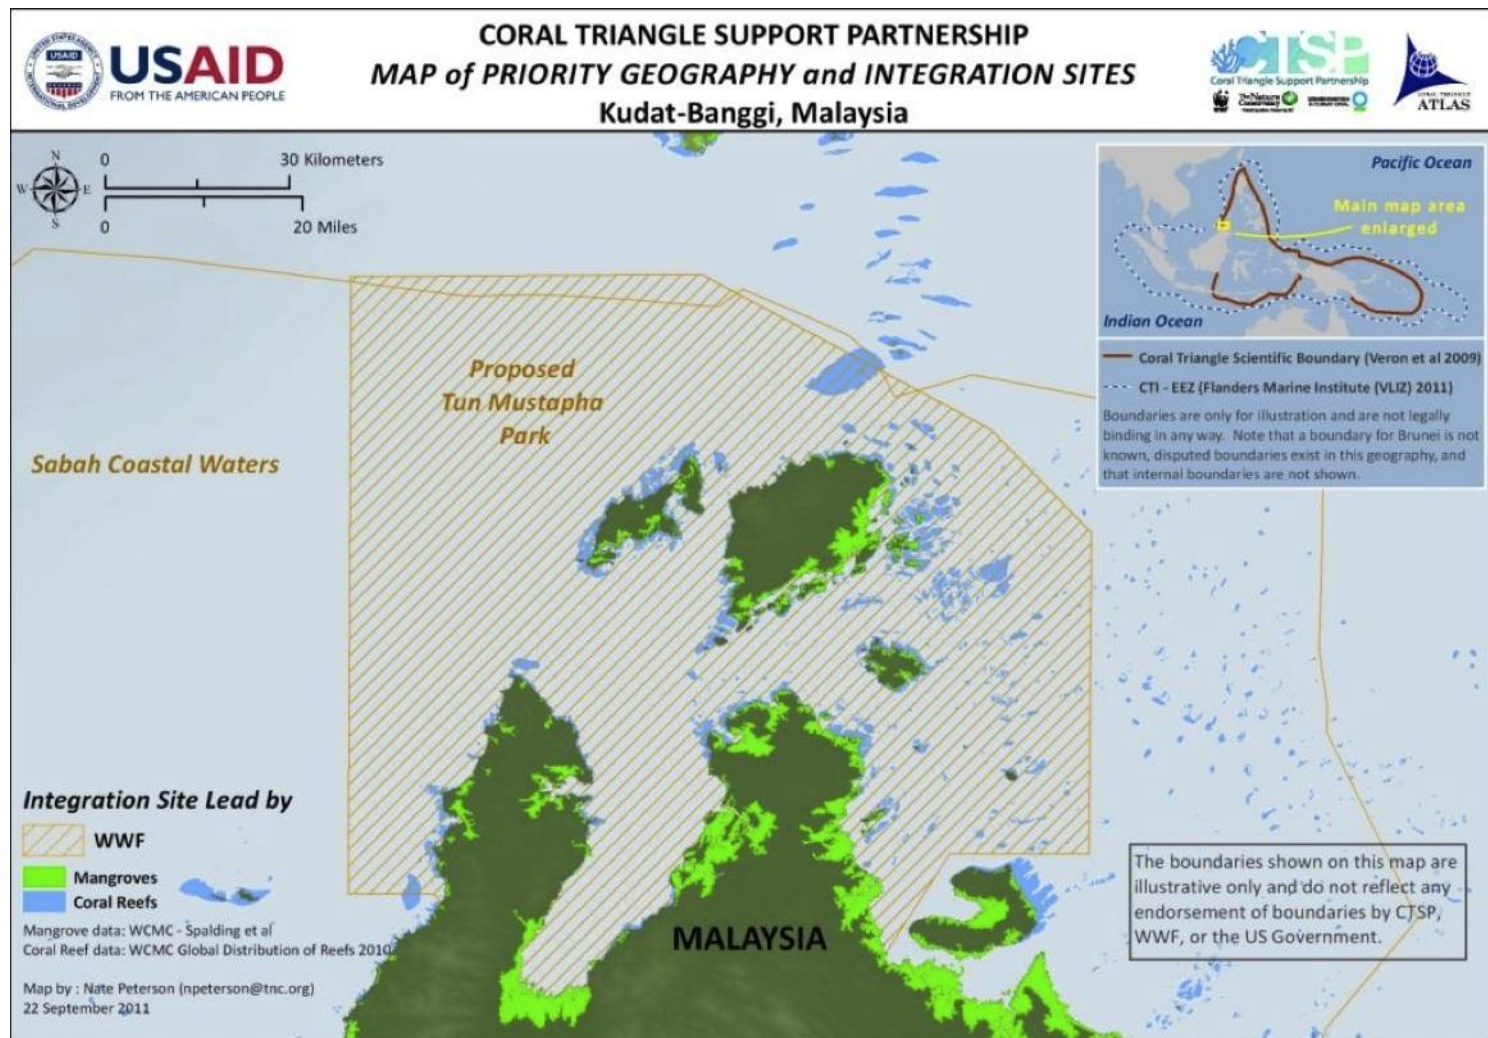 USAID
USAID
FROM THE AMERICAN PEOPLE
CORAL TRIANGLE SUPPORT PARTNERSHIP
MAP of PRIORITY GEOGRAPHY and INTEGRATION SITES
Kudat-Banggi, Malaysia
CTSP
Coral Triangle Support Partnership
WWF
The Nature
Conservancy
CORAL TRIANGLE
ATLAS
N
W E
S
0 30 Kilometers
0 20 Miles
Pacific Ocean
Main map area
enlarged
Indian Ocean
Coral Triangle Scientific Boundary (Veron et al 2009)
CTI - EEZ (Flanders Marine Institute (VLIZ) 2011)
Boundaries are only for illustration and are not legally
binding in any way. Note that a boundary for Brunei is not
known, disputed boundaries exist in this geography, and
that internal boundaries are not shown.
Proposed
Tun Mustapha
Park
Sabah Coastal Waters
Integration Site Lead by
WWF
Mangroves
Coral Reefs
Mangrove data: WCMC - Spalding et al
Coral Reef data: WCMC Global Distribution of Reefs 2010
Map by : Nate Peterson (npeterson@tnc.org)
22 September 2011
MALAYSIA
The boundaries shown on this map are
illustrative only and do not reflect any
endorsement of boundaries by CTSP,
WWF, or the US Government.